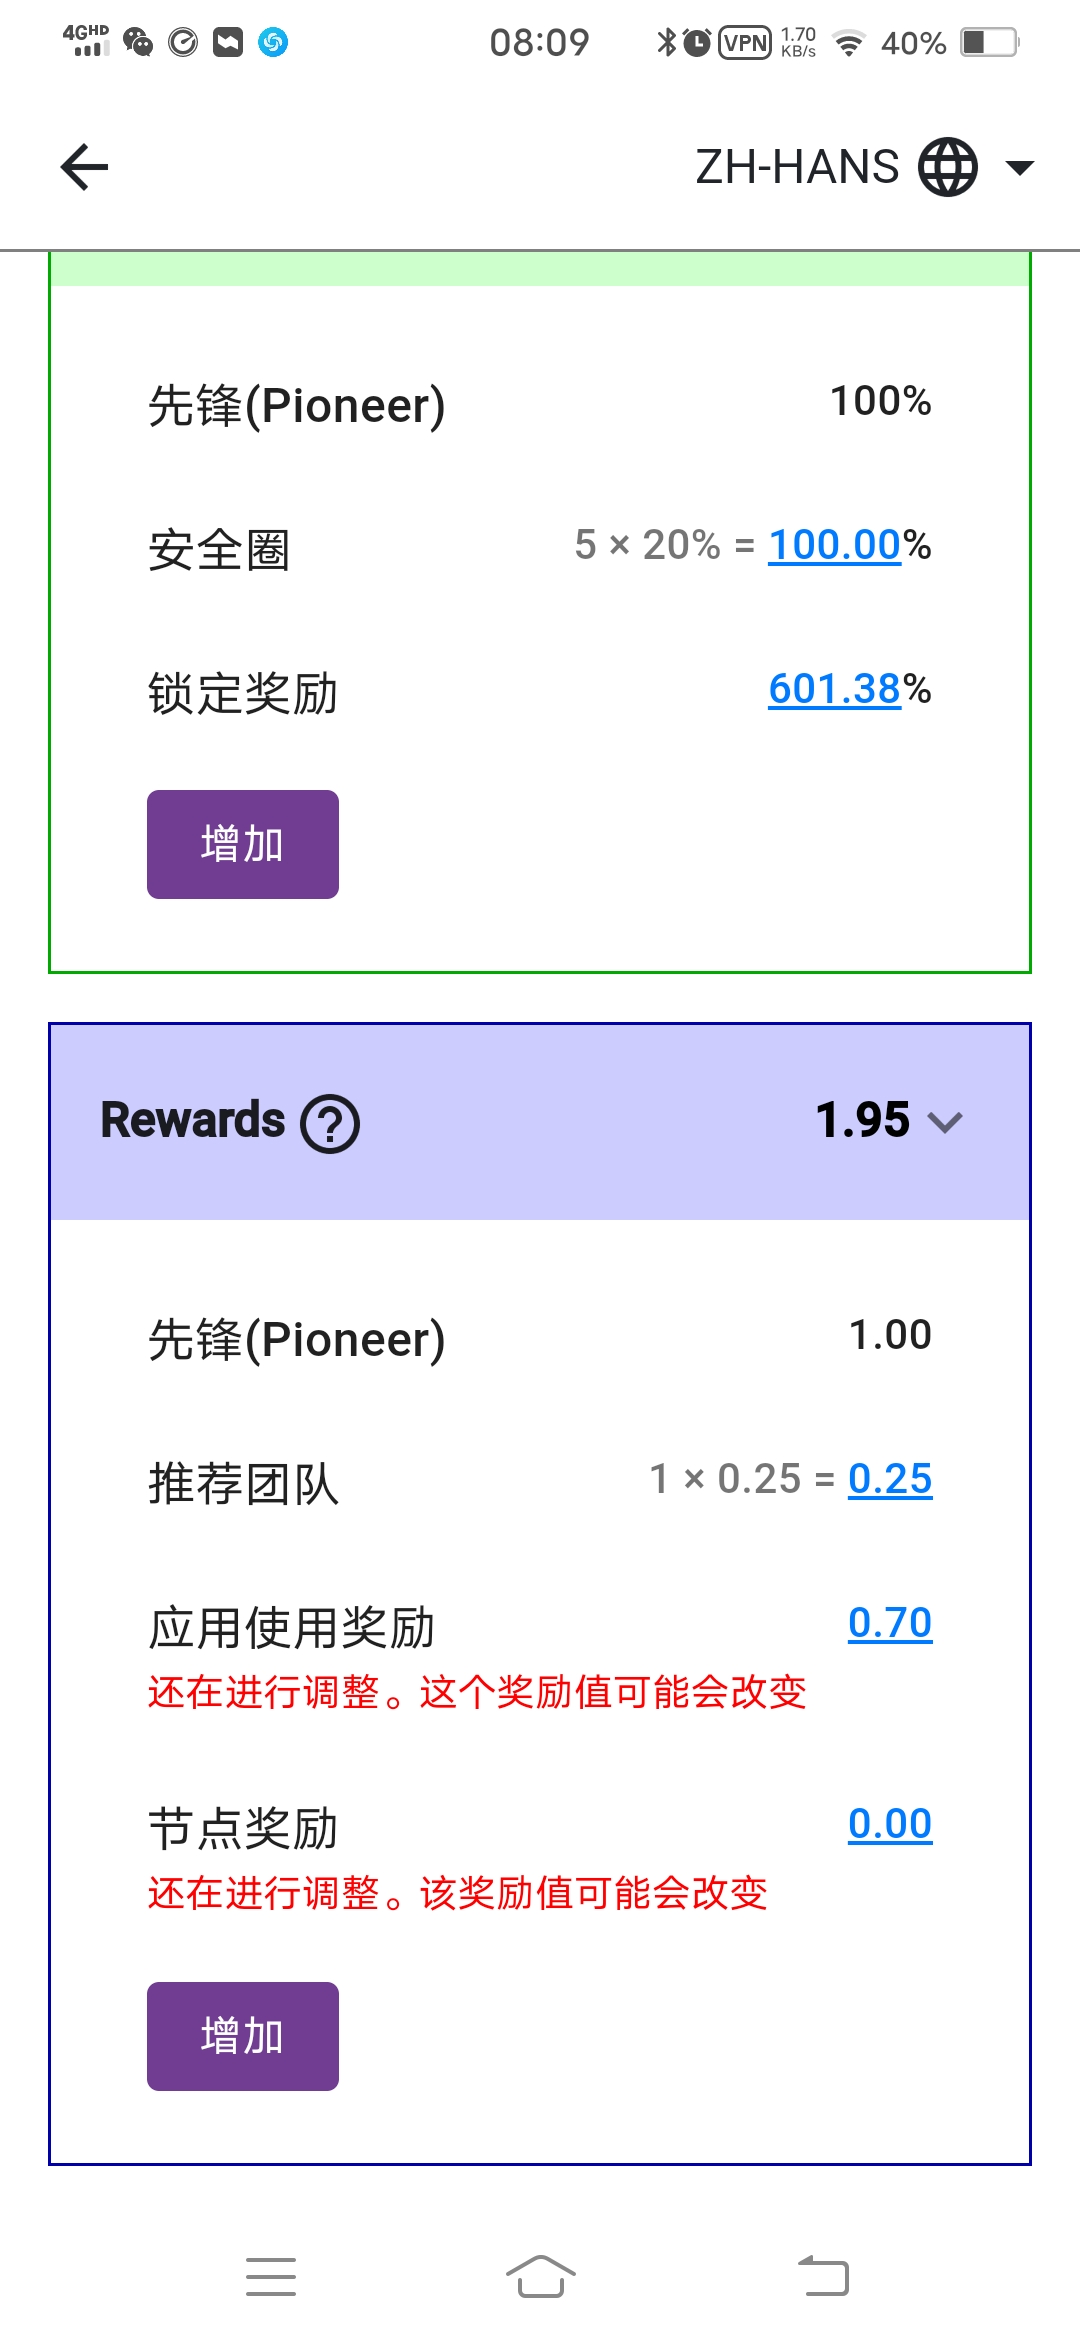 4GHD 08:09 VPN 1.70 KB/s 40%
ZH-HANS
先锋(Pioneer) 100%
安全圈 5 × 20% = 100.00%
锁定奖励 601.38%
增加
Rewards ? 1.95
先锋(Pioneer) 1.00
推荐团队 1 × 0.25 = 0.25
应用使用奖励 0.70
还在进行调整。这个奖励值可能会改变
节点奖励 0.00
还在进行调整。该奖励值可能会改变
增加